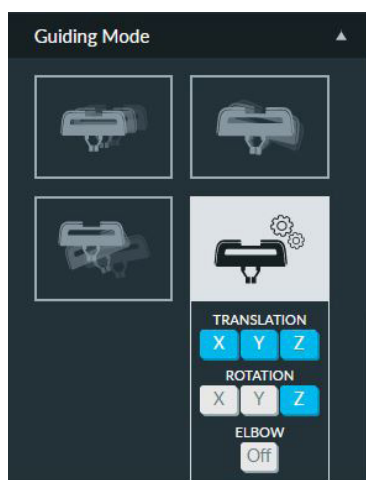 Guiding Mode
TRANSLATION
X Y Z
ROTATION
X Y Z
ELBOW
Off